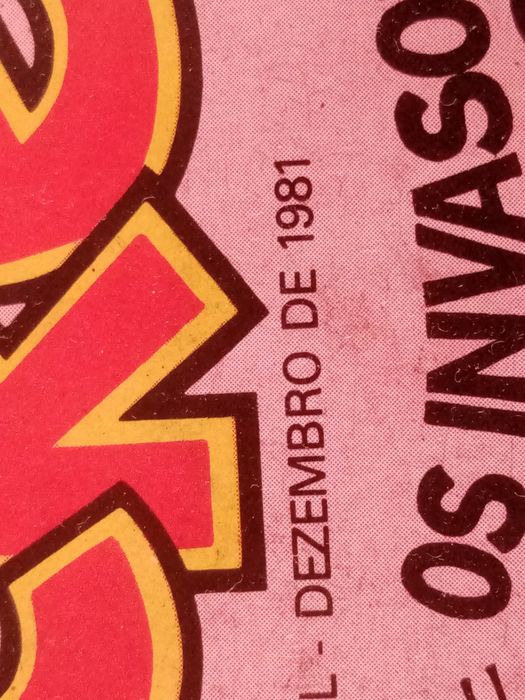 L - DEZEMBRO DE 1981
OS INVASO